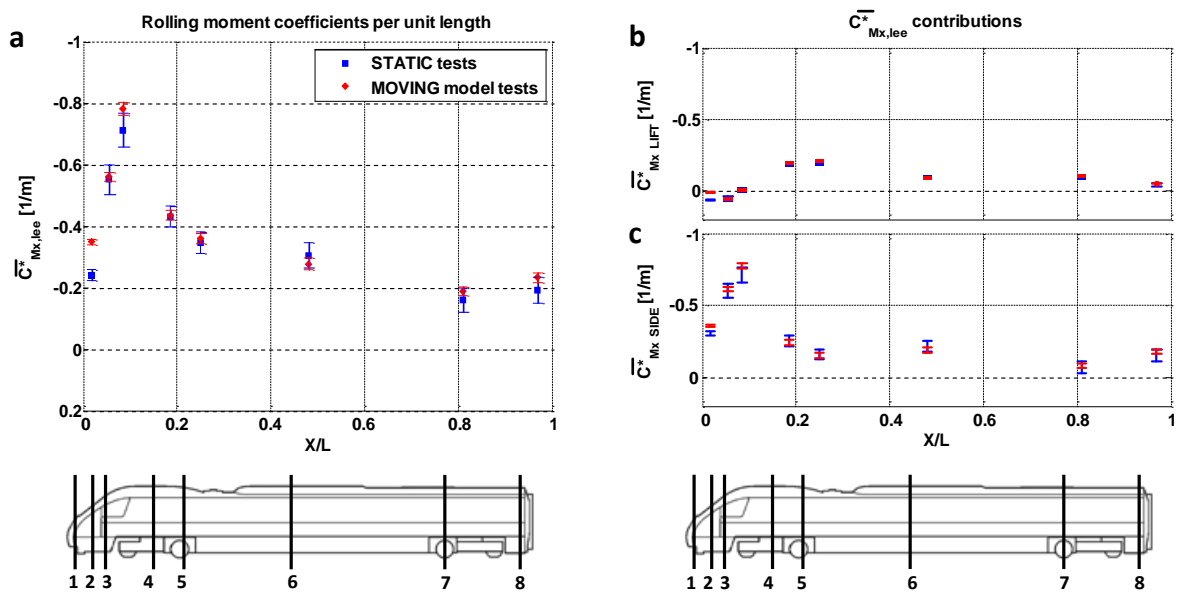 Rolling moment coefficients per unit length
a
-1
-0.8
-0.6
-0.4
-0.2
0
0.2
C*Mx,lee [1/m]
STATIC tests
MOVING model tests
0 0.2 0.4 0.6 0.8 1
X/L
1 2 3 4 5 6 7 8
C*Mx,lee contributions
b
-1
-0.5
0
C*Mx LIFT [1/m]
c
-1
-0.5
0
C*Mx SIDE [1/m]
0 0.2 0.4 0.6 0.8 1
X/L
1 2 3 4 5 6 7 8